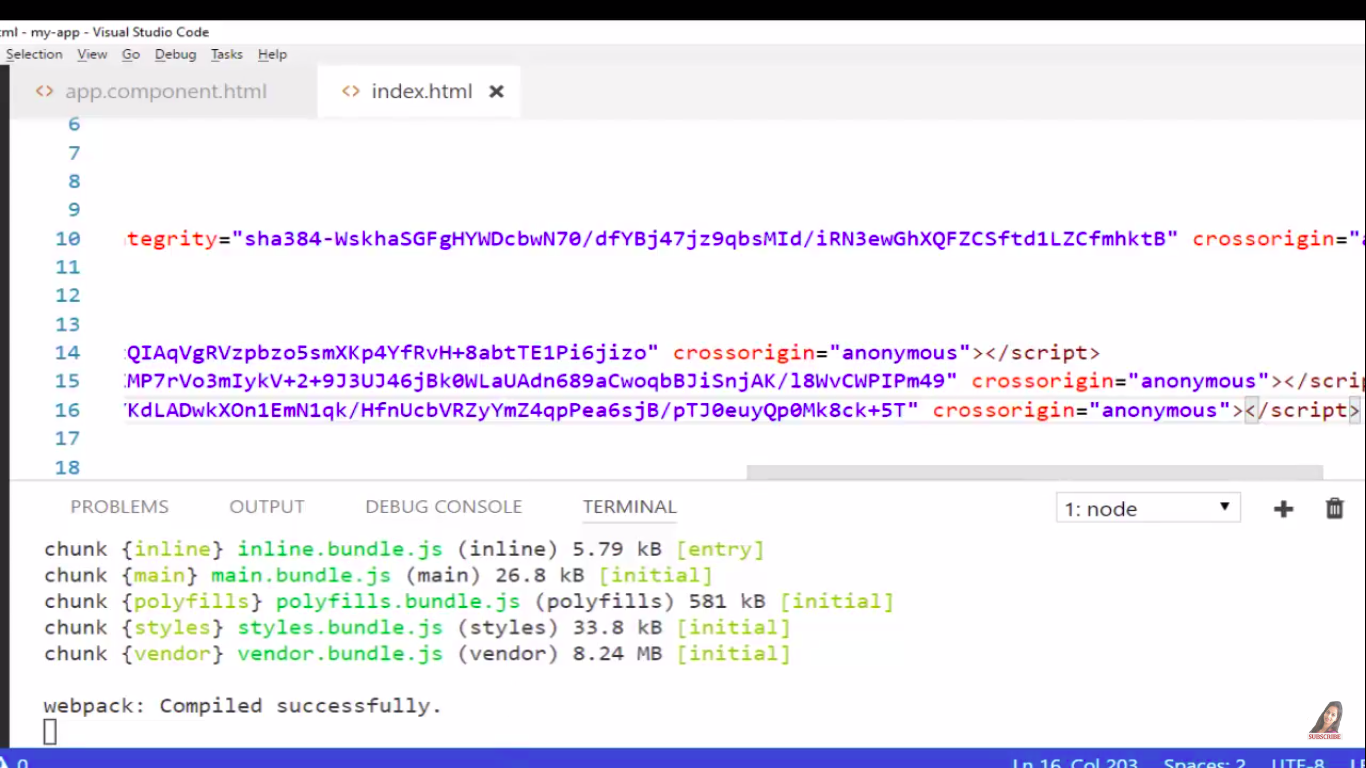 ml - my-app - Visual Studio Code
Selection View Go Debug Tasks Help
<> app.component.html <> index.html ×
6
7
8
9
10 tegrity="sha384-WskhaSGFgHYWDcbwN70/dfYBj47jz9qbsMId/iRN3ewGhXQFZCSftd1LZCfmhktB" crossorigin="a
11
12
13
14 QIAqVgRVzpbzo5smXKp4YfRvH+8abtTE1Pi6jizo" crossorigin="anonymous"></script>
15 MP7rVo3mIykV+2+9J3UJ46jBk0WLaUAdn689aCwoqbBJiSnjAK/l8WvCWPIPm49" crossorigin="anonymous"></scri
16 KdLADwkXOn1EmN1qk/HfnUcbVRZyYmZ4qpPea6sjB/pTJ0euyQp0Mk8ck+5T" crossorigin="anonymous"></script>
17
18
PROBLEMS OUTPUT DEBUG CONSOLE TERMINAL 1: node
chunk {inline} inline.bundle.js (inline) 5.79 kB [entry]
chunk {main} main.bundle.js (main) 26.8 kB [initial]
chunk {polyfills} polyfills.bundle.js (polyfills) 581 kB [initial]
chunk {styles} styles.bundle.js (styles) 33.8 kB [initial]
chunk {vendor} vendor.bundle.js (vendor) 8.24 MB [initial]
webpack: Compiled successfully.
SUBSCRIBE
0 Ln 16, Col 203 Spaces: 2 UTF-8